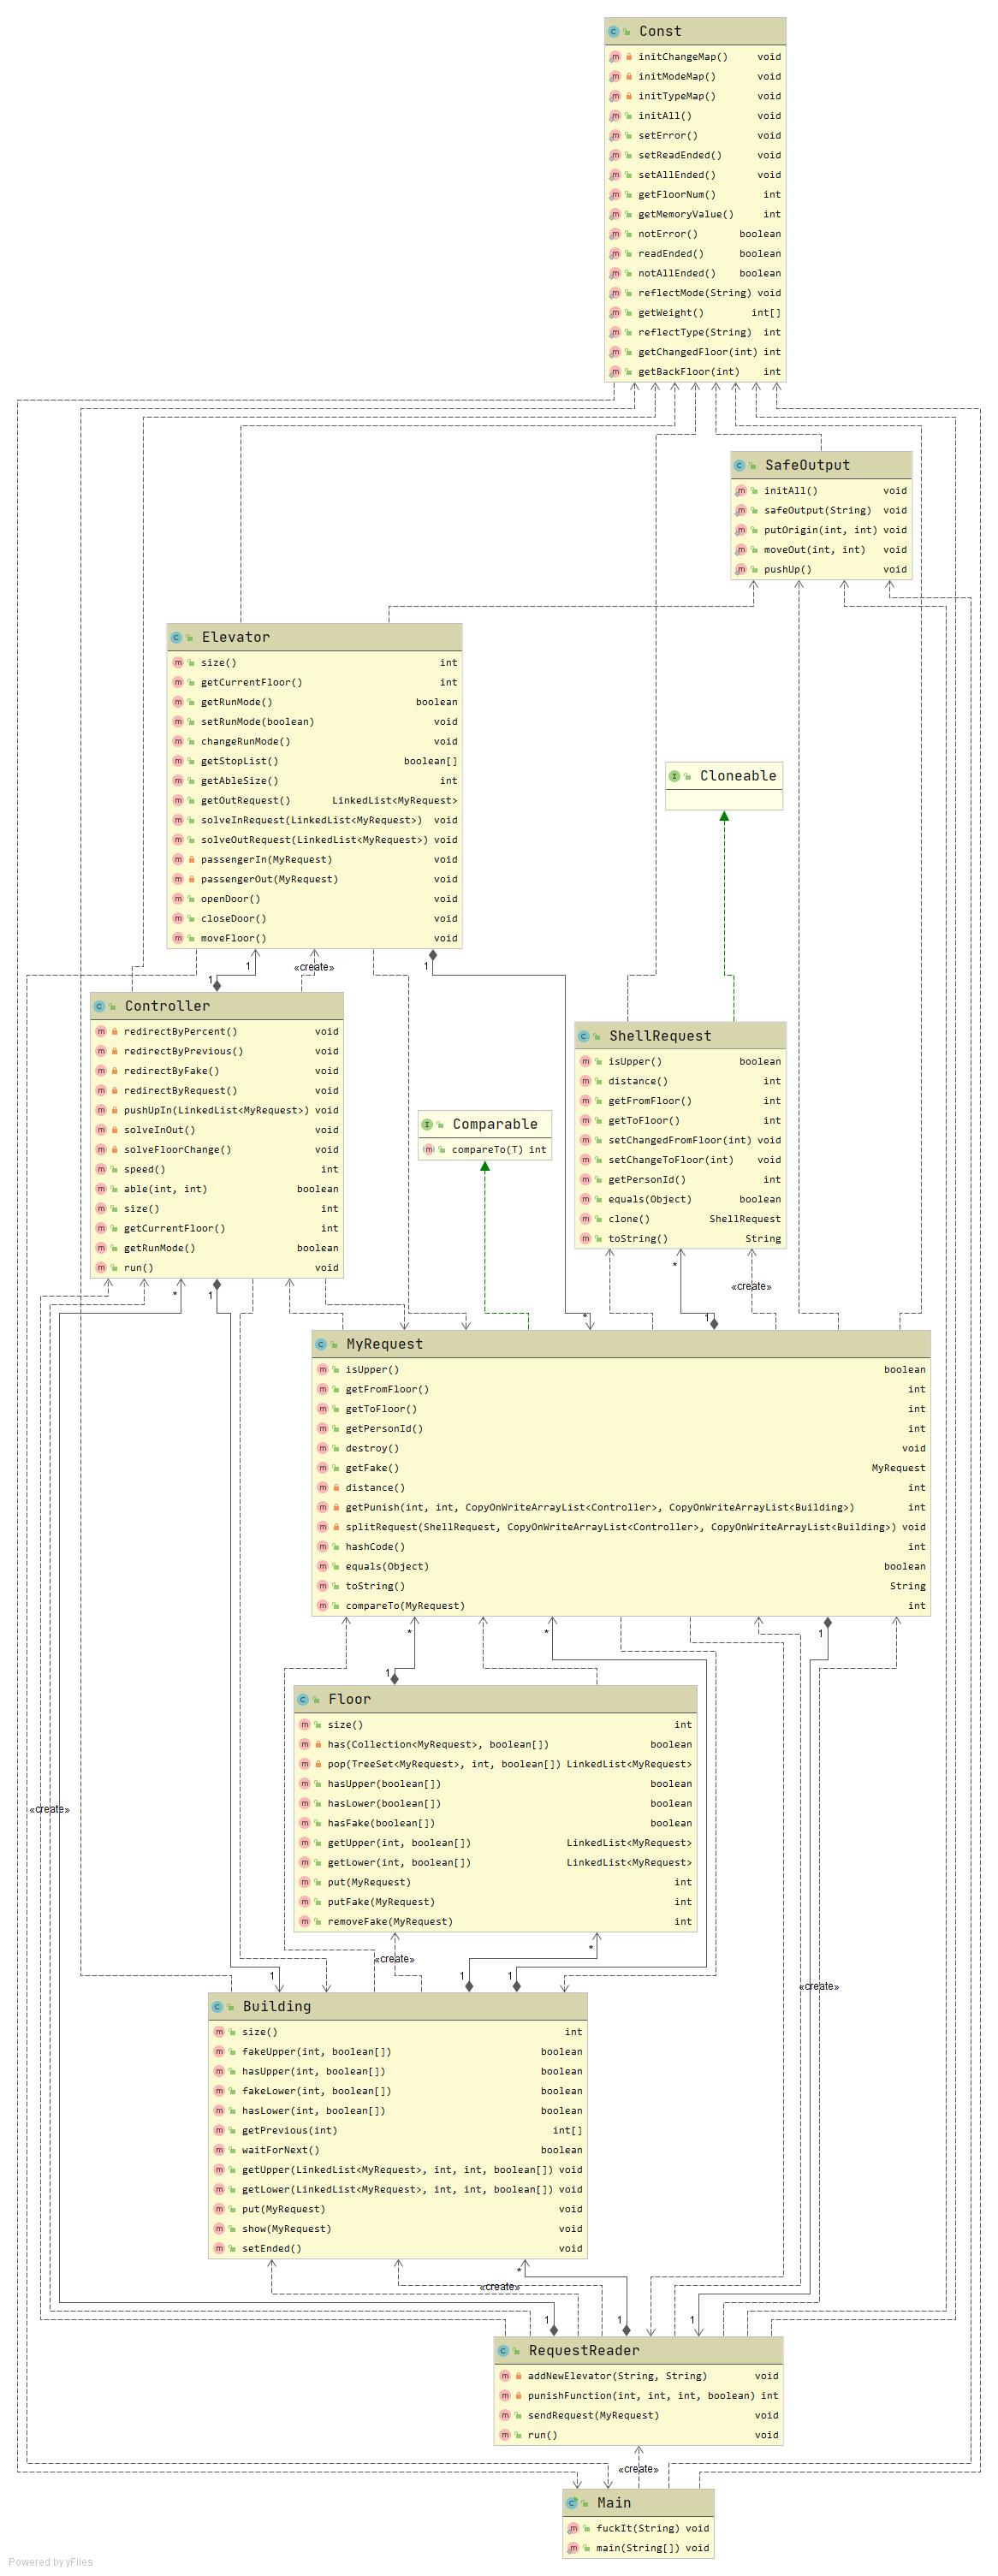 Const
initChangeMap() void
initModeMap() void
initTypeMap() void
initAll() void
setError() void
setReadEnded() void
setAllEnded() void
getFloorNum() int
getMemoryValue() int
notError() boolean
readEnded() boolean
notAllEnded() boolean
reflectMode(String) void
getWeight() int[]
reflectType(String) int
getChangedFloor(int) int
getBackFloor(int) int
SafeOutput
initAll() void
safeOutput(String) void
putOrigin(int, int) void
moveOut(int, int) void
pushUp() void
Elevator
size() int
getCurrentFloor() int
getRunMode() boolean
setRunMode(boolean) void
changeRunMode() void
getStopList() boolean[]
getAbleSize() int
getOutRequest() LinkedList<MyRequest>
solveInRequest(LinkedList<MyRequest>) void
solveOutRequest(LinkedList<MyRequest>) void
passengerIn(MyRequest) void
passengerOut(MyRequest) void
openDoor() void
closeDoor() void
moveFloor() void
Cloneable
1
«create»
1
1
Controller
redirectByPercent() void
redirectByPrevious() void
redirectByFake() void
redirectByRequest() void
pushUpIn(LinkedList<MyRequest>) void
solveInOut() void
solveFloorChange() void
speed() int
able(int, int) boolean
size() int
getCurrentFloor() int
getRunMode() boolean
run() void
ShellRequest
isUpper() boolean
distance() int
getFromFloor() int
getToFloor() int
setChangedFromFloor(int) void
setChangeToFloor(int) void
getPersonId() int
equals(Object) boolean
clone() ShellRequest
toString() String
Comparable
compareTo(T) int
*
«create»
*
1
*
1
MyRequest
isUpper() boolean
getFromFloor() int
getToFloor() int
getPersonId() int
destroy() void
getFake() MyRequest
distance() int
getPunish(int, int, CopyOnWriteArrayList<Controller>, CopyOnWriteArrayList<Building>) int
splitRequest(ShellRequest, CopyOnWriteArrayList<Controller>, CopyOnWriteArrayList<Building>) void
hashCode() int
equals(Object) boolean
toString() String
compareTo(MyRequest) int
*
*
1
1
Floor
size() int
has(Collection<MyRequest>, boolean[]) boolean
pop(TreeSet<MyRequest>, int, boolean[]) LinkedList<MyRequest>
hasUpper(boolean[]) boolean
hasLower(boolean[]) boolean
hasFake(boolean[]) boolean
getUpper(int, boolean[]) LinkedList<MyRequest>
getLower(int, boolean[]) LinkedList<MyRequest>
put(MyRequest) int
putFake(MyRequest) int
removeFake(MyRequest) int
«create»
*
«create»
1
1
1
«create»
Building
size() int
fakeUpper(int, boolean[]) boolean
hasUpper(int, boolean[]) boolean
fakeLower(int, boolean[]) boolean
hasLower(int, boolean[]) boolean
getPrevious(int) int[]
waitForNext() boolean
getUpper(LinkedList<MyRequest>, int, int, boolean[]) void
getLower(LinkedList<MyRequest>, int, int, boolean[]) void
put(MyRequest) void
show(MyRequest) void
setEnded() void
*
«create»
1
1
1
RequestReader
addNewElevator(String, String) void
punishFunction(int, int, int, boolean) int
sendRequest(MyRequest) void
run() void
«create»
Main
fuckIt(String) void
main(String[]) void
Powered by yFiles